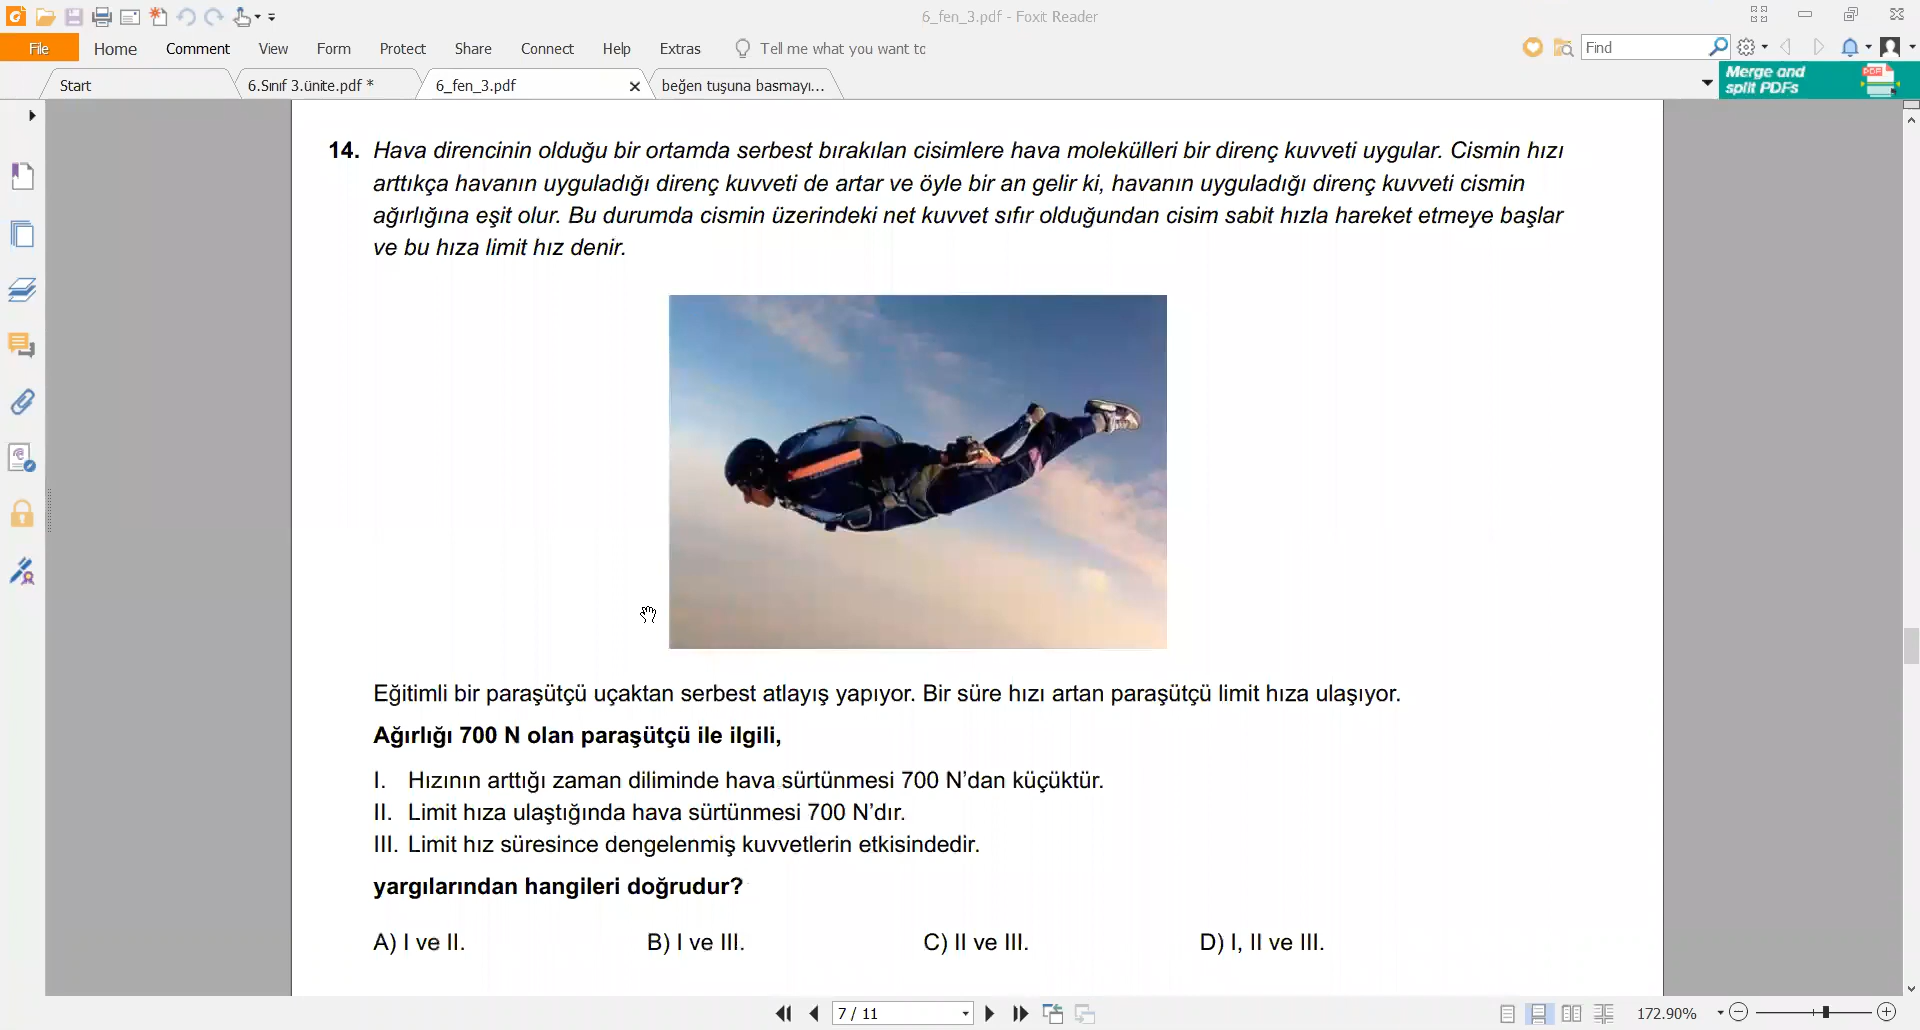 6_fen_3.pdf - Foxit Reader
File Home Comment View Form Protect Share Connect Help Extras Tell me what you want to Find
Start 6.Sınıf 3.ünite.pdf * 6_fen_3.pdf beğen tuşuna basmayı... Merge and
split PDFs
PDF
14. Hava direncinin olduğu bir ortamda serbest bırakılan cisimlere hava molekülleri bir direnç kuvveti uygular. Cismin hızı
arttıkça havanın uyguladığı direnç kuvveti de artar ve öyle bir an gelir ki, havanın uyguladığı direnç kuvveti cismin
ağırlığına eşit olur. Bu durumda cismin üzerindeki net kuvvet sıfır olduğundan cisim sabit hızla hareket etmeye başlar
ve bu hıza limit hız denir.
Eğitimli bir paraşütçü uçaktan serbest atlayış yapıyor. Bir süre hızı artan paraşütçü limit hıza ulaşıyor.
Ağırlığı 700 N olan paraşütçü ile ilgili,
I. Hızının arttığı zaman diliminde hava sürtünmesi 700 N’dan küçüktür.
II. Limit hıza ulaştığında hava sürtünmesi 700 N’dır.
III. Limit hız süresince dengelenmiş kuvvetlerin etkisindedir.
yargılarından hangileri doğrudur?
A) I ve II. B) I ve III. C) II ve III. D) I, II ve III.
7 / 11 172.90%